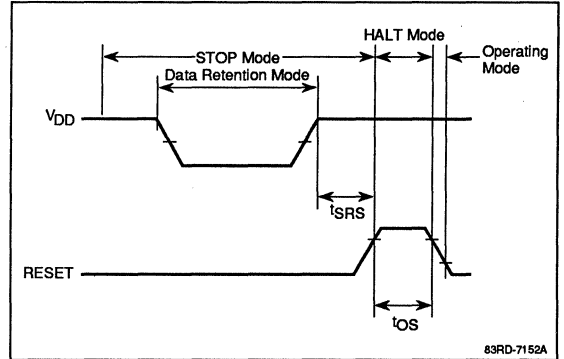 HALT Mode
STOP Mode
Operating
Mode
Data Retention Mode
VDD
tSRS
RESET
tOS
83RD-7152A